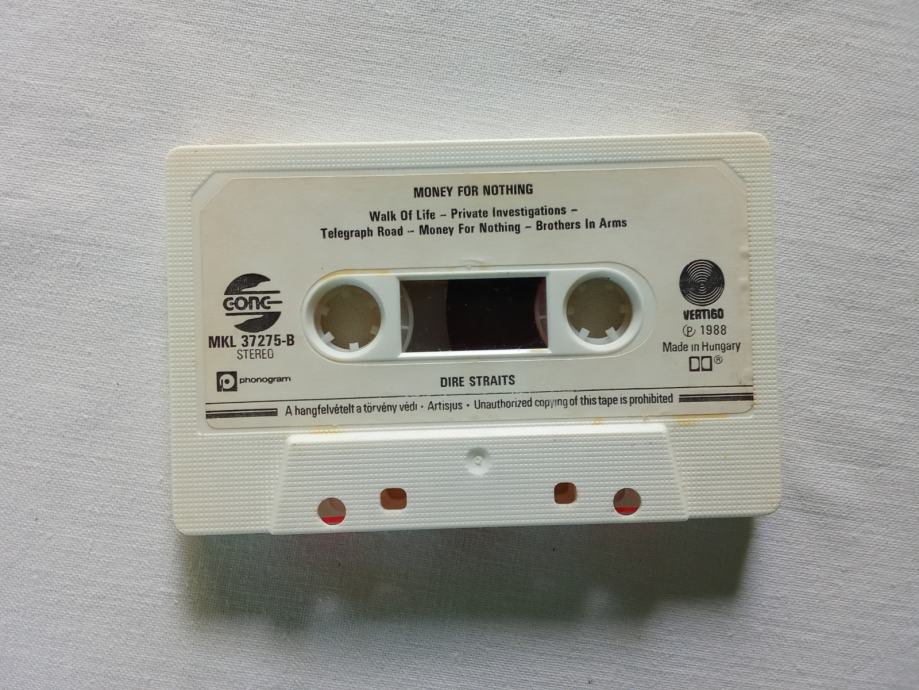 MONEY FOR NOTHING
Walk Of Life – Private Investigations –
Telegraph Road – Money For Nothing – Brothers In Arms
GONG
MKL 37275-B
STEREO
phonogram
VERTIGO
Ⓟ 1988
Made in Hungary
DIRE STRAITS
A hangfelvételt a törvény védi • Artisjus • Unauthorized copying of this tape is prohibited